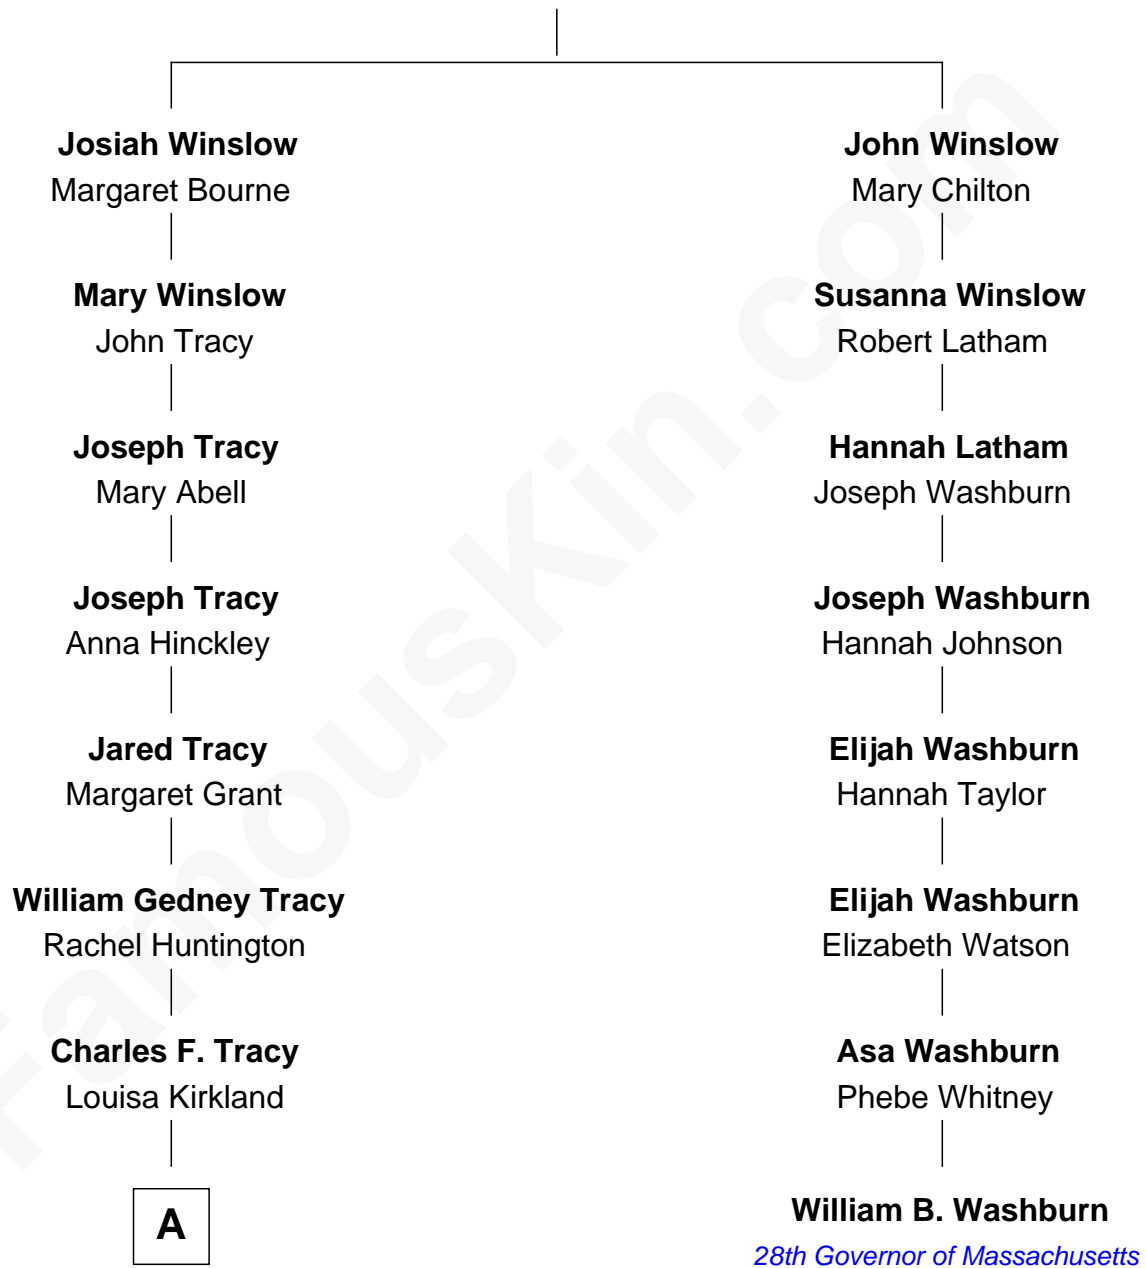 Josiah Winslow
Margaret Bourne
Mary Winslow
John Tracy
Joseph Tracy
Mary Abell
Joseph Tracy
Anna Hinckley
Jared Tracy
Margaret Grant
William Gedney Tracy
Rachel Huntington
Charles F. Tracy
Louisa Kirkland
A
John Winslow
Mary Chilton
Susanna Winslow
Robert Latham
Hannah Latham
Joseph Washburn
Joseph Washburn
Hannah Johnson
Elijah Washburn
Hannah Taylor
Elijah Washburn
Elizabeth Watson
Asa Washburn
Phebe Whitney
William B. Washburn
28th Governor of Massachusetts
FamousKin.com